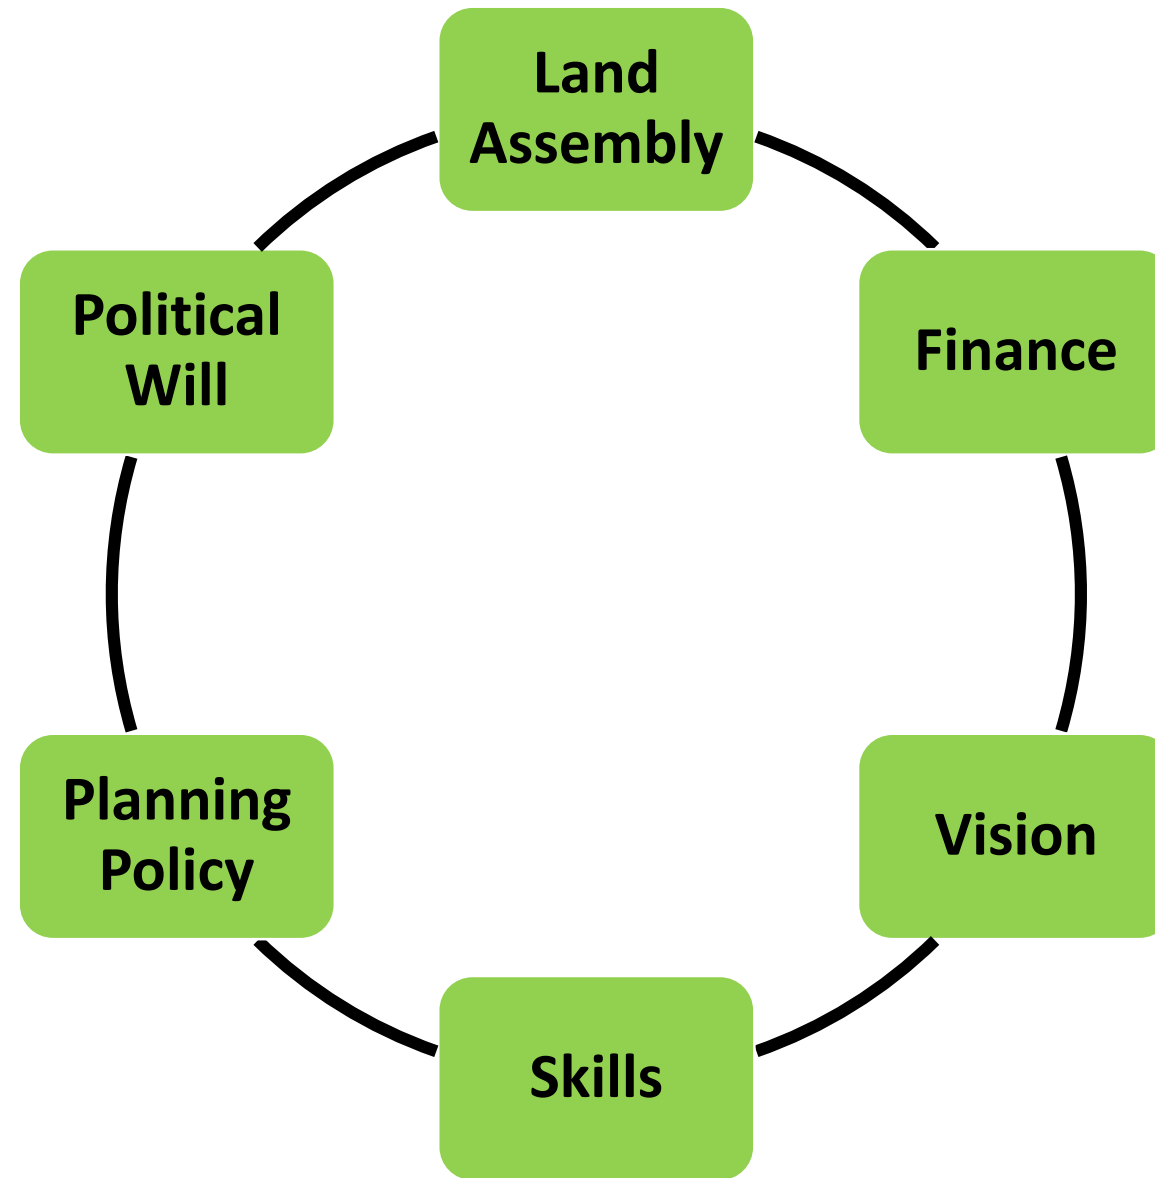 Land
Assembly
Political
Will
Finance
Planning
Policy
Vision
Skills